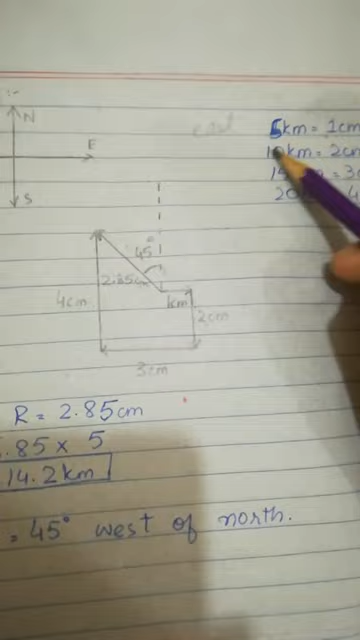 :-
N
E
S
5km = 1cm
10km = 2cm
20
45°
2.85cm
4cm
km
2cm
3cm
R = 2.85cm
.85 x 5
14.2km
= 45° west of north.